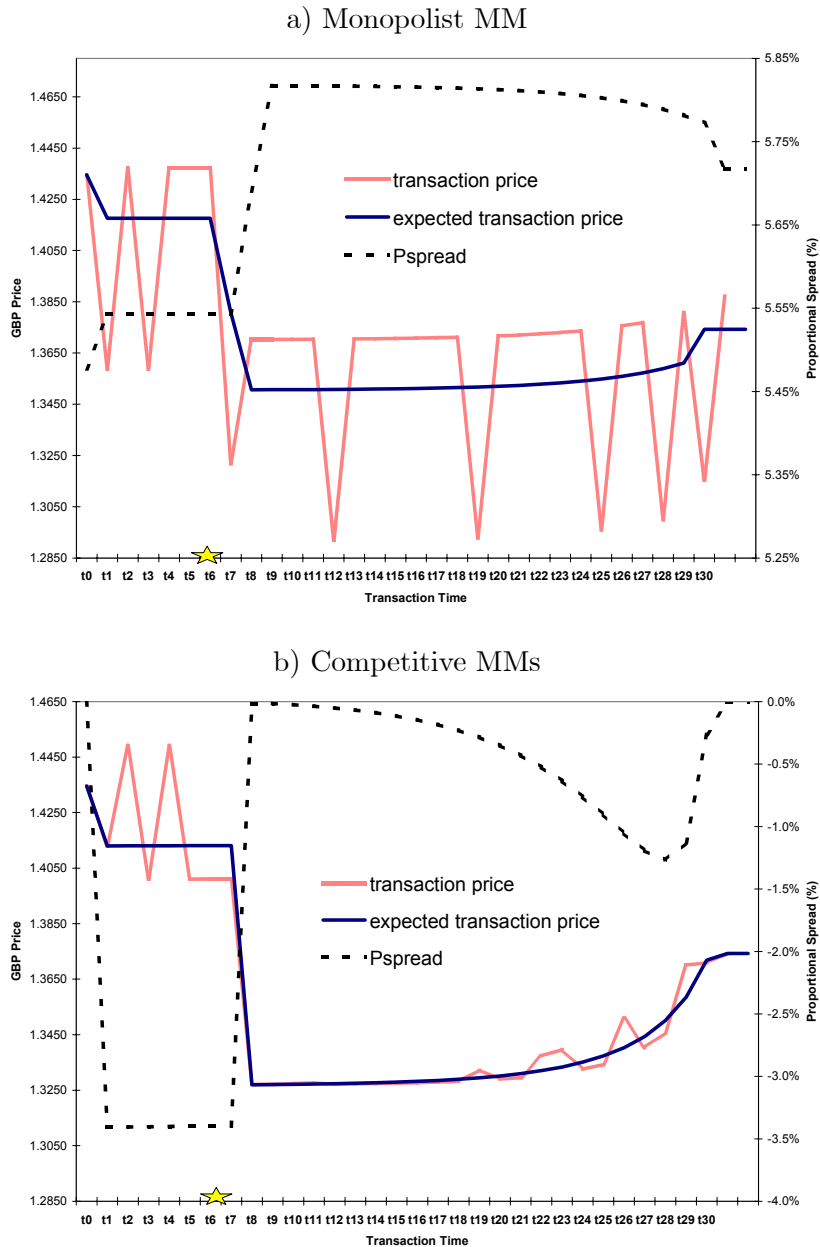 a) Monopolist MM
1.4650
1.4450
1.4250
1.4050
1.3850
1.3650
1.3450
1.3250
1.3050
1.2850
GBP Price
5.85%
5.75%
5.65%
5.55%
5.45%
5.35%
5.25%
Proportional Spread (%)
transaction price
expected transaction price
Pspread
t0 t1 t2 t3 t4 t5 t6 t7 t8 t9 t10 t11 t12 t13 t14 t15 t16 t17 t18 t19 t20 t21 t22 t23 t24 t25 t26 t27 t28 t29 t30
Transaction Time
b) Competitive MMs
1.4650
1.4450
1.4250
1.4050
1.3850
1.3650
1.3450
1.3250
1.3050
1.2850
GBP Price
0.0%
-0.5%
-1.0%
-1.5%
-2.0%
-2.5%
-3.0%
-3.5%
-4.0%
Proportional Spread (%)
transaction price
expected transaction price
Pspread
t0 t1 t2 t3 t4 t5 t6 t7 t8 t9 t10 t11 t12 t13 t14 t15 t16 t17 t18 t19 t20 t21 t22 t23 t24 t25 t26 t27 t28 t29 t30
Transaction Time